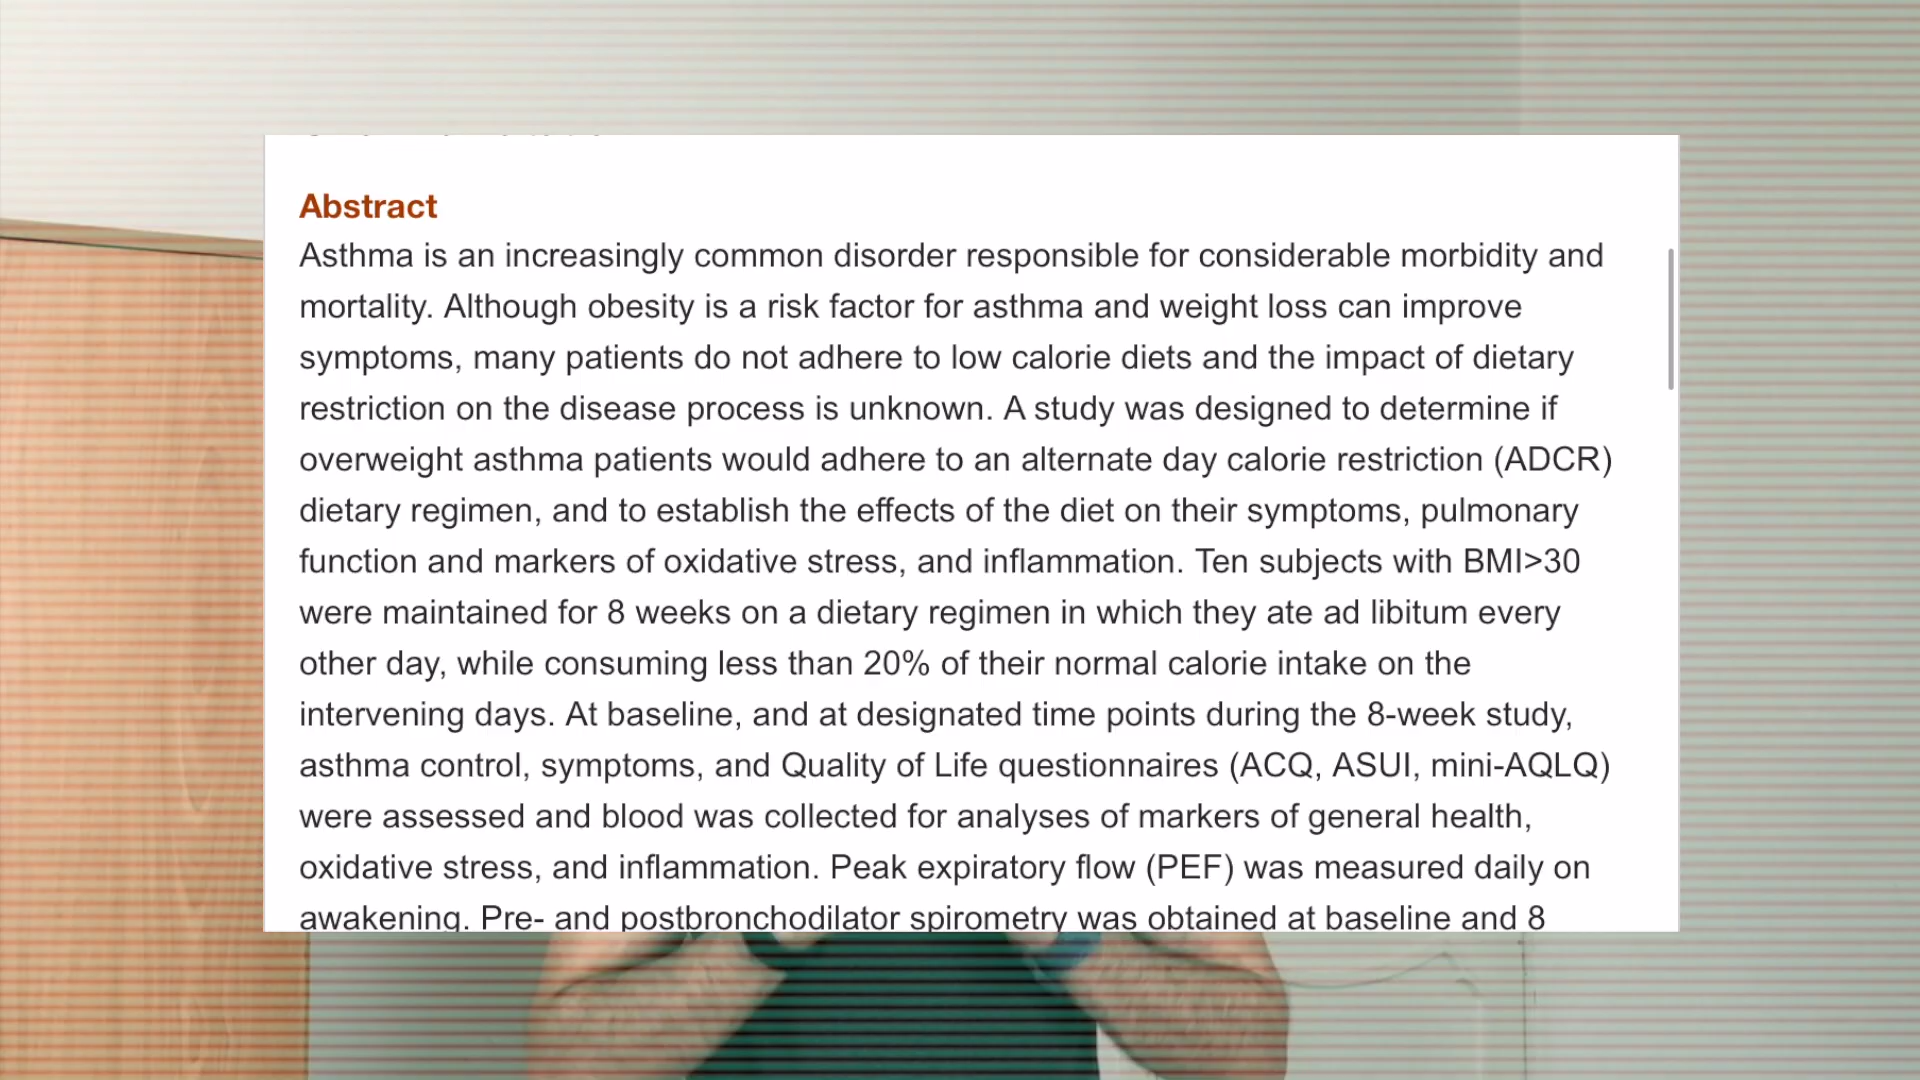 Abstract
Asthma is an increasingly common disorder responsible for considerable morbidity and
mortality. Although obesity is a risk factor for asthma and weight loss can improve
symptoms, many patients do not adhere to low calorie diets and the impact of dietary
restriction on the disease process is unknown. A study was designed to determine if
overweight asthma patients would adhere to an alternate day calorie restriction (ADCR)
dietary regimen, and to establish the effects of the diet on their symptoms, pulmonary
function and markers of oxidative stress, and inflammation. Ten subjects with BMI>30
were maintained for 8 weeks on a dietary regimen in which they ate ad libitum every
other day, while consuming less than 20% of their normal calorie intake on the
intervening days. At baseline, and at designated time points during the 8-week study,
asthma control, symptoms, and Quality of Life questionnaires (ACQ, ASUI, mini-AQLQ)
were assessed and blood was collected for analyses of markers of general health,
oxidative stress, and inflammation. Peak expiratory flow (PEF) was measured daily on
awakening. Pre- and postbronchodilator spirometry was obtained at baseline and 8